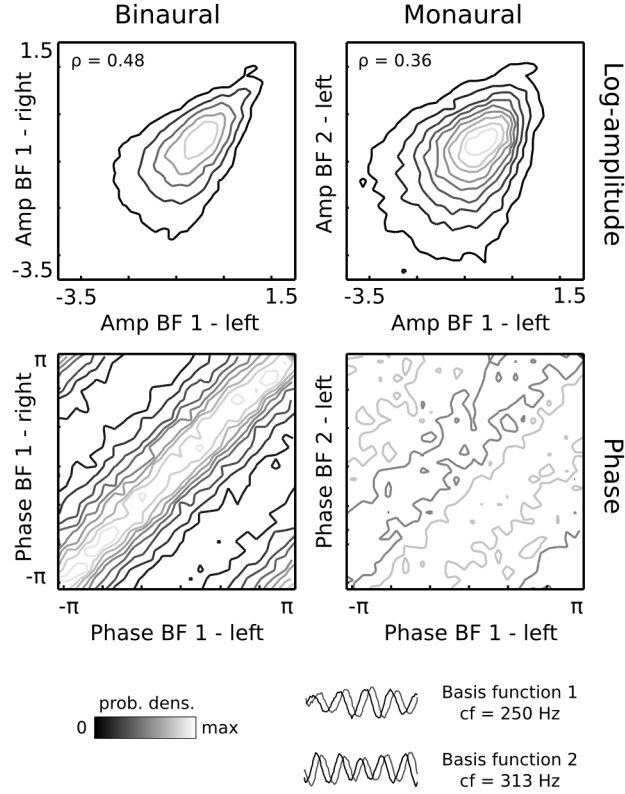 Binaural
Monaural
1.5
ρ = 0.48
Amp BF 1 - right
-3.5
-3.5
1.5
Amp BF 1 - left
ρ = 0.36
Amp BF 2 - left
-3.5
1.5
Amp BF 1 - left
Log-amplitude
π
Phase BF 1 - right
-π
-π
π
Phase BF 1 - left
Phase BF 2 - left
-π
π
Phase BF 1 - left
Phase
prob. dens.
0
max
Basis function 1
cf = 250 Hz
Basis function 2
cf = 313 Hz